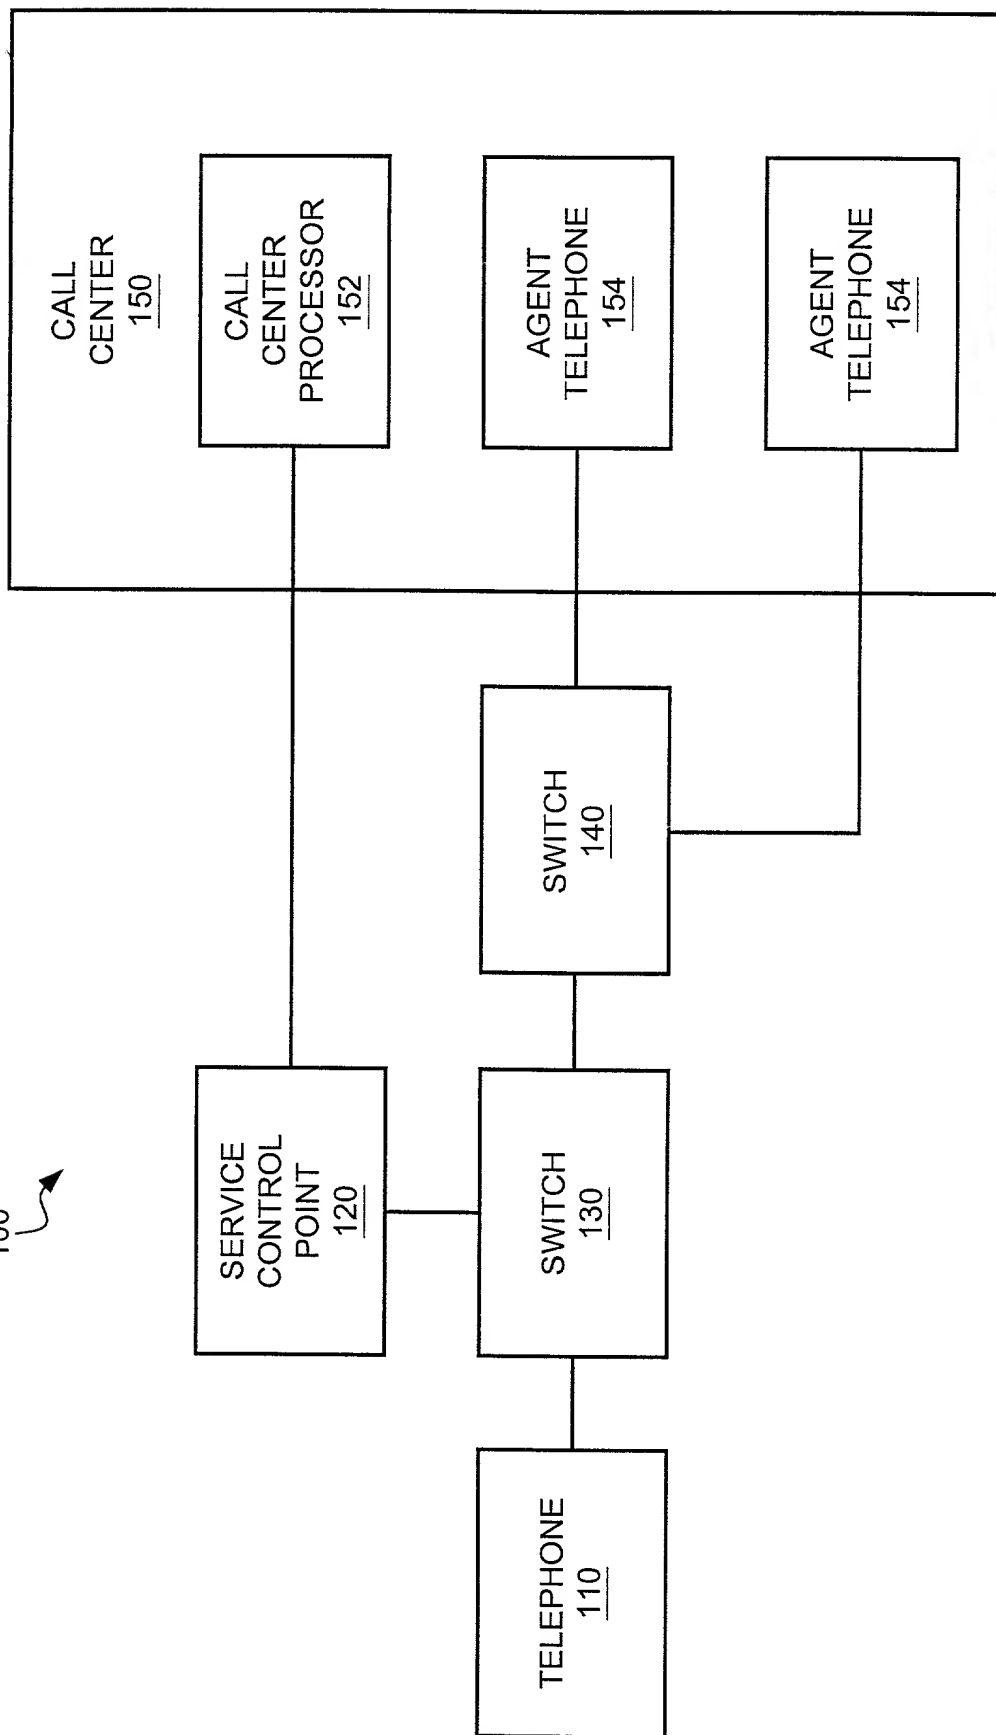 CALL
CENTER
150
CALL
CENTER
PROCESSOR
152
AGENT
TELEPHONE
154
AGENT
TELEPHONE
154
SERVICE
CONTROL
POINT
120
SWITCH
140
SWITCH
130
TELEPHONE
110